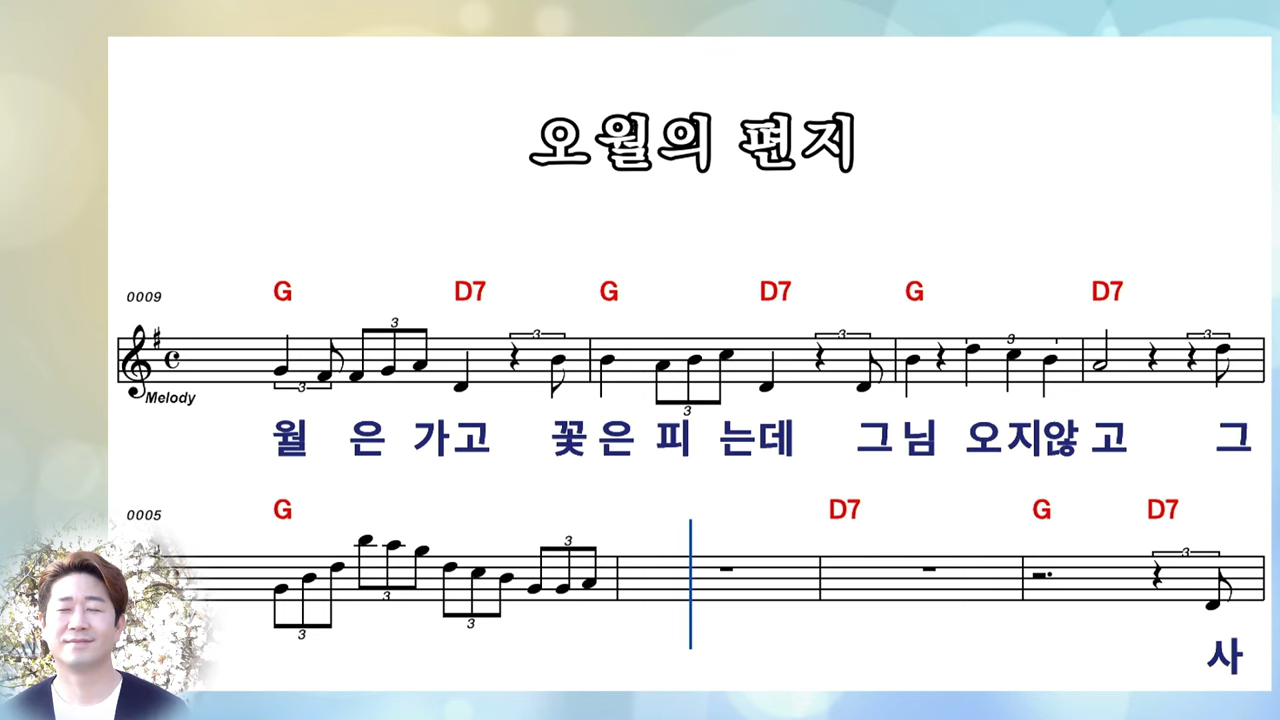 오월의 편지
0009 G D7 G D7 G D7
3 3 3 3 3 3 3
Melody
월 은 가고 꽃 은 피 는데 그 님 오지않 고 그
0005 G D7 G D7
3 3 3 3 3
사